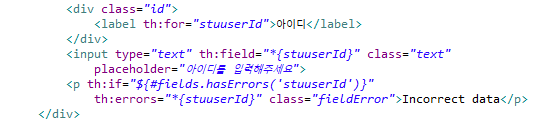 <div class="id">
<label th:for="stuuserId">아이디</label>
</div>
<input type="text" th:field="*{stuuserId}" class="text"
placeholder="아이디를 입력해주세요">
<p th:if="${#fields.hasErrors('stuuserId')}"
th:errors="*{stuuserId}" class="fieldError">Incorrect data</p>
</div>